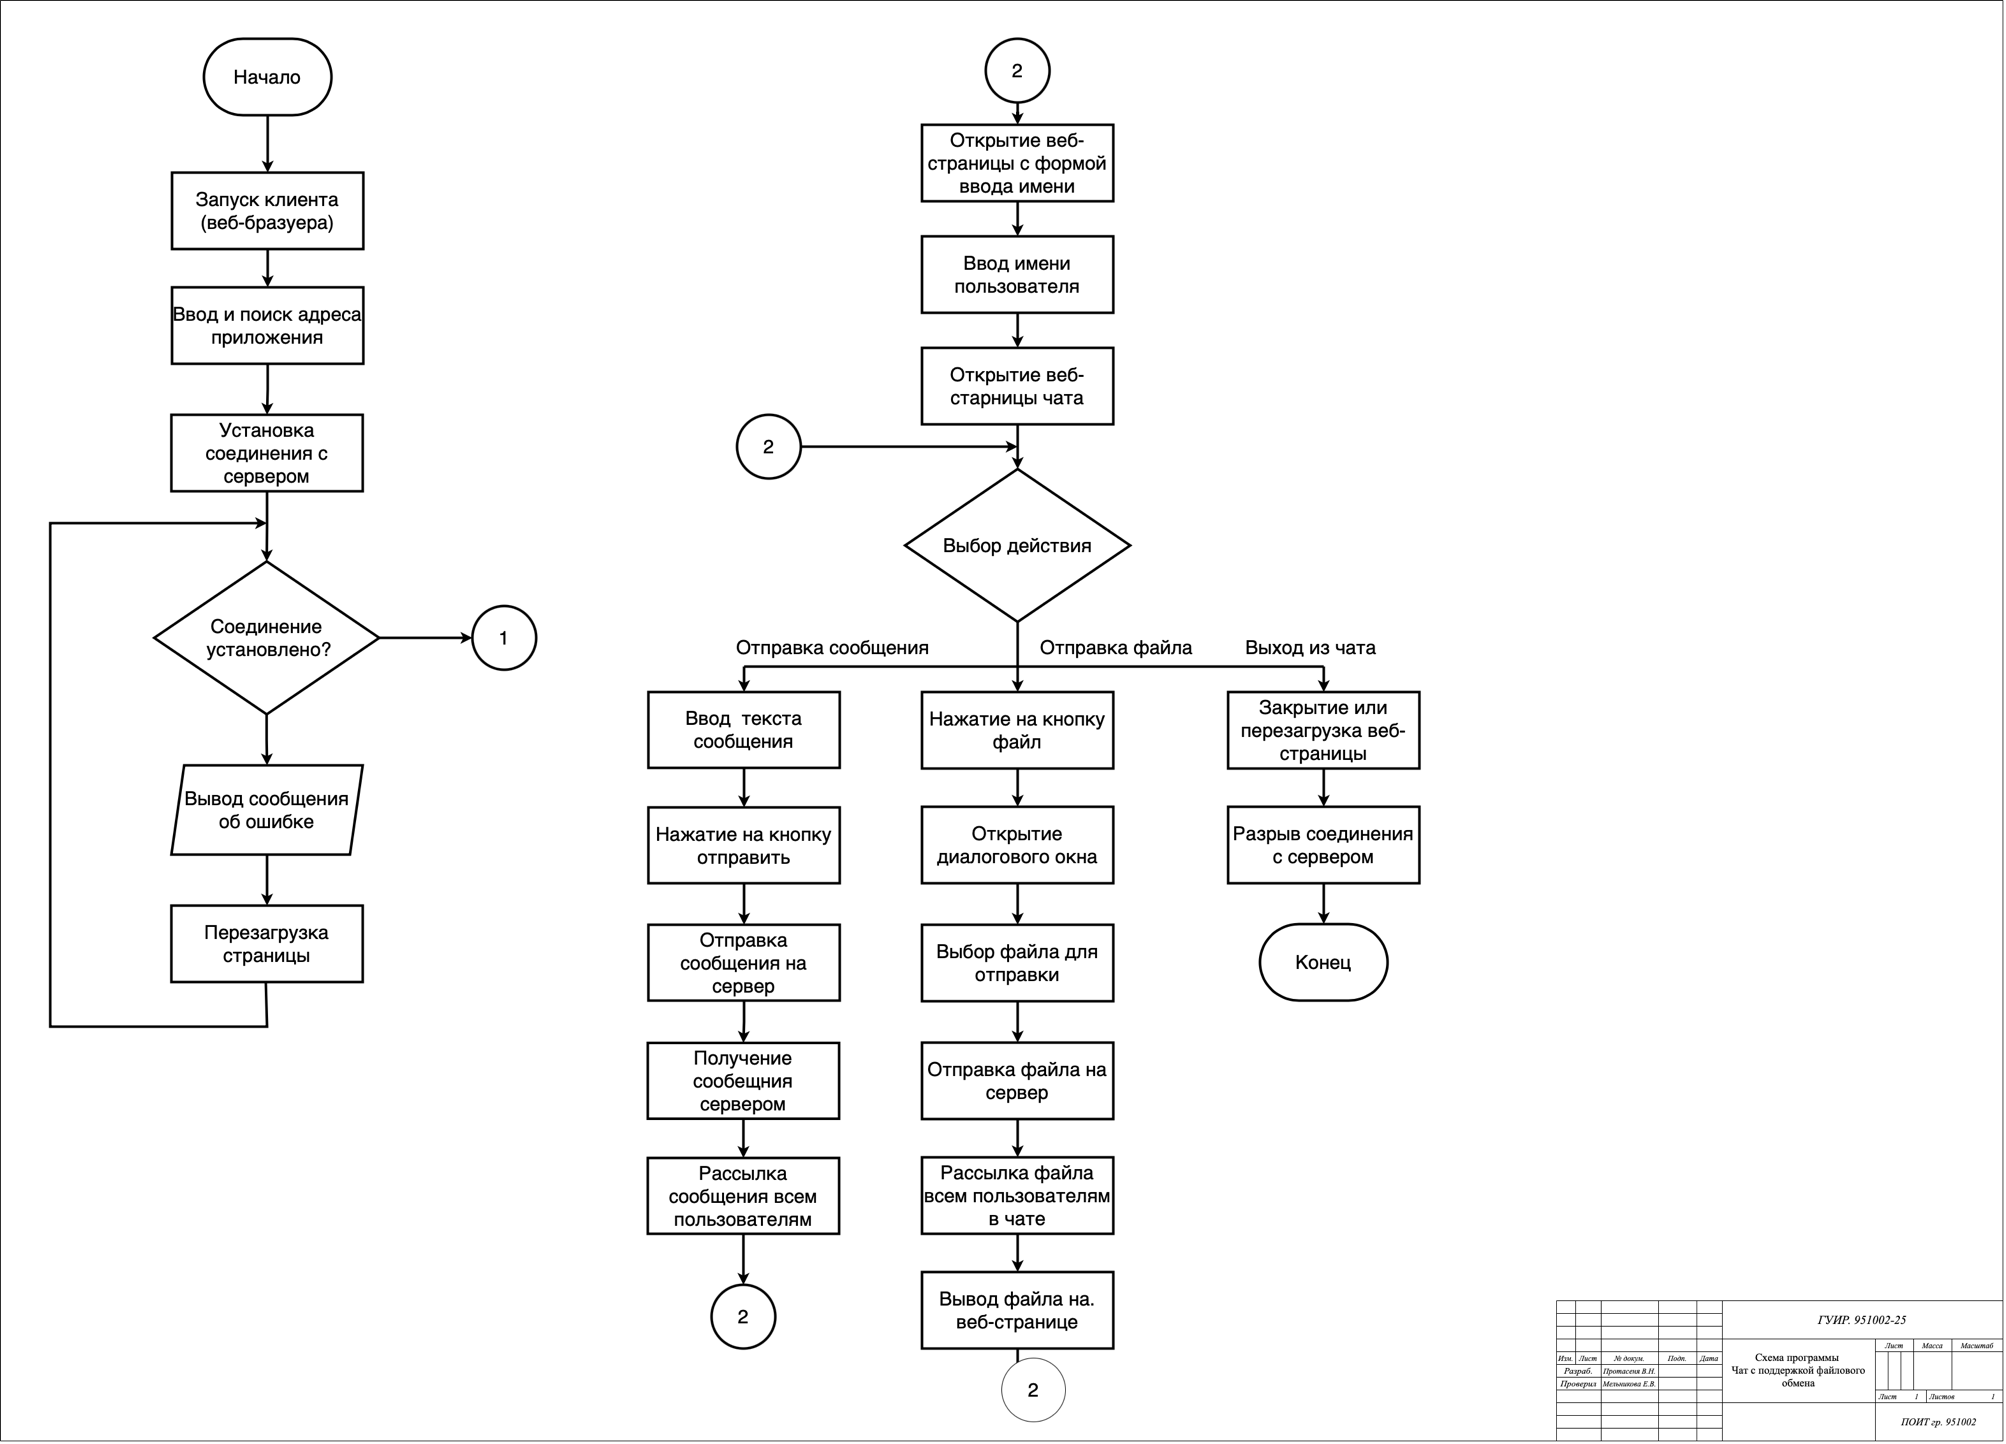 Начало
Запуск клиента
(веб-бразуера)
Ввод и поиск адреса
приложения
Установка
соединения с
сервером
Соединение
установлено?
1
Вывод сообщения
об ошибке
Перезагрузка
страницы
2
Открытие веб-
страницы с формой
ввода имени
Ввод имени
пользователя
Открытие веб-
старницы чата
2
Выбор действия
Отправка сообщения
Отправка файла
Выход из чата
Ввод  текста
сообщения
Нажатие на кнопку
отправить
Отправка
сообщения на
сервер
Получение
сообещния
сервером
Рассылка
сообщения всем
пользователям
2
Нажатие на кнопку
файл
Открытие
диалогового окна
Выбор файла для
отправки
Отправка файла на
сервер
Рассылка файла
всем пользователям
в чате
Вывод файла на.
веб-странице
2
Закрытие или
перезагрузка веб-
страницы
Разрыв соединения
с сервером
Конец
ГУИР. 951002-25
Изм. Лист № докум. Подп. Дата
Разраб. Протасеня В.Н.
Проверил Мельникова Е.В.
Схема программы
Чат с поддержкой файлового
обмена
Лист Масса Масштаб
Лист 1 Листов 1
ПОИТ гр. 951002